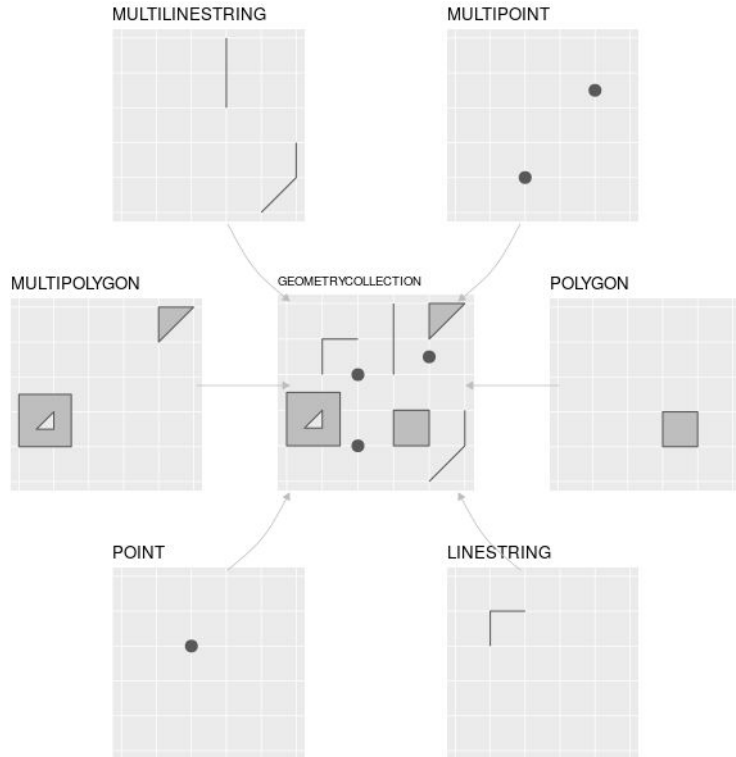 MULTILINESTRING
MULTIPOINT
MULTIPOLYGON
GEOMETRYCOLLECTION
POLYGON
POINT
LINESTRING